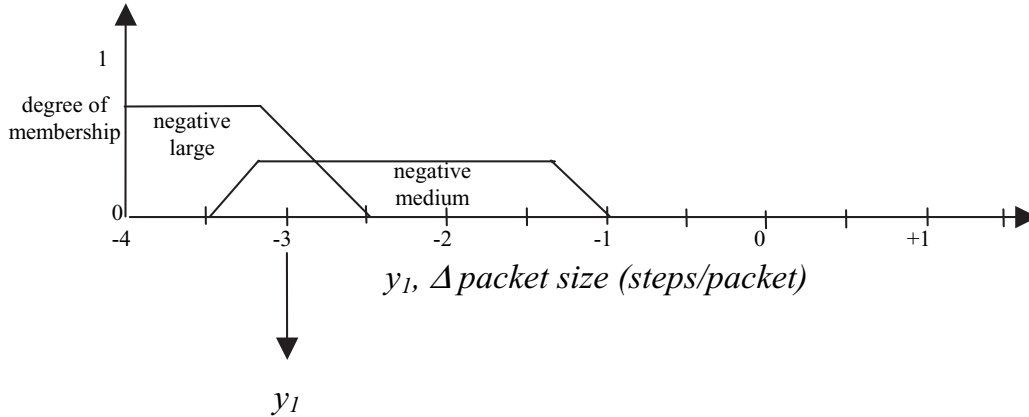 1
degree of
membership
negative
large
negative
medium
0
-4 -3 -2 -1 0 +1
y1, Δ packet size (steps/packet)
y1